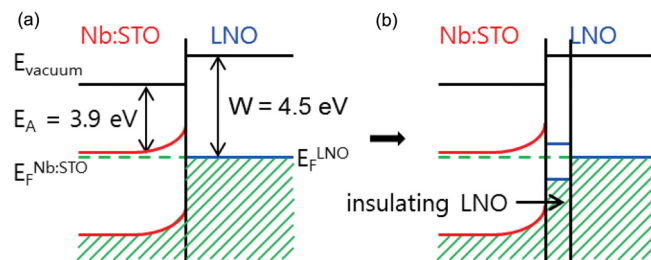 (a)
Nb:STO LNO
E_vacuum
E_A = 3.9 eV
W = 4.5 eV
E_F^Nb:STO
E_F^LNO
(b)
Nb:STO LNO
insulating LNO